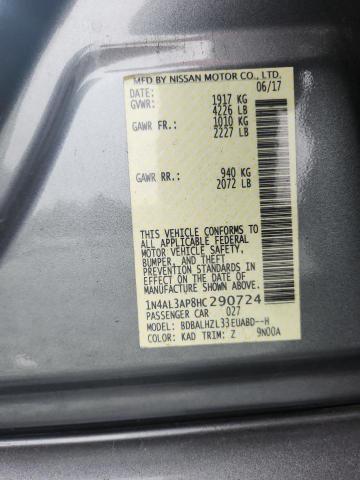 MFD BY NISSAN MOTOR CO., LTD.
DATE: 06/17
GVWR: 1917 KG
4226 LB
GAWR FR.: 1010 KG
2227 LB
GAWR RR.: 940 KG
2072 LB
THIS VEHICLE CONFORMS TO
ALL APPLICABLE FEDERAL
MOTOR VEHICLE SAFETY,
BUMPER, AND THEFT
PREVENTION STANDARDS IN
EFFECT ON THE DATE OF
MANUFACTURE SHOWN ABOVE.
1N4AL3AP8HC290724
PASSENGER CAR 027
MODEL: BDBALHZL33EUABD--H
COLOR: KAD TRIM: Z 9N00A